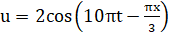 u = 2cos(10πt − πx/3)